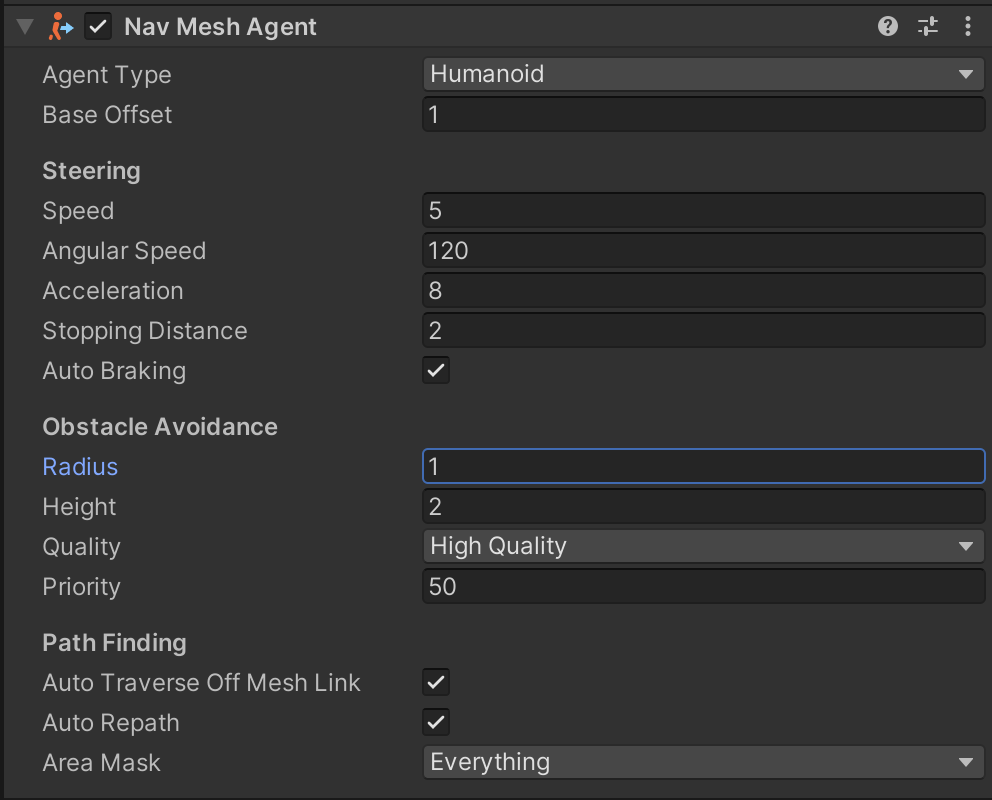 Nav Mesh Agent
Agent Type Humanoid
Base Offset 1
Steering
Speed 5
Angular Speed 120
Acceleration 8
Stopping Distance 2
Auto Braking
Obstacle Avoidance
Radius 1
Height 2
Quality High Quality
Priority 50
Path Finding
Auto Traverse Off Mesh Link
Auto Repath
Area Mask Everything